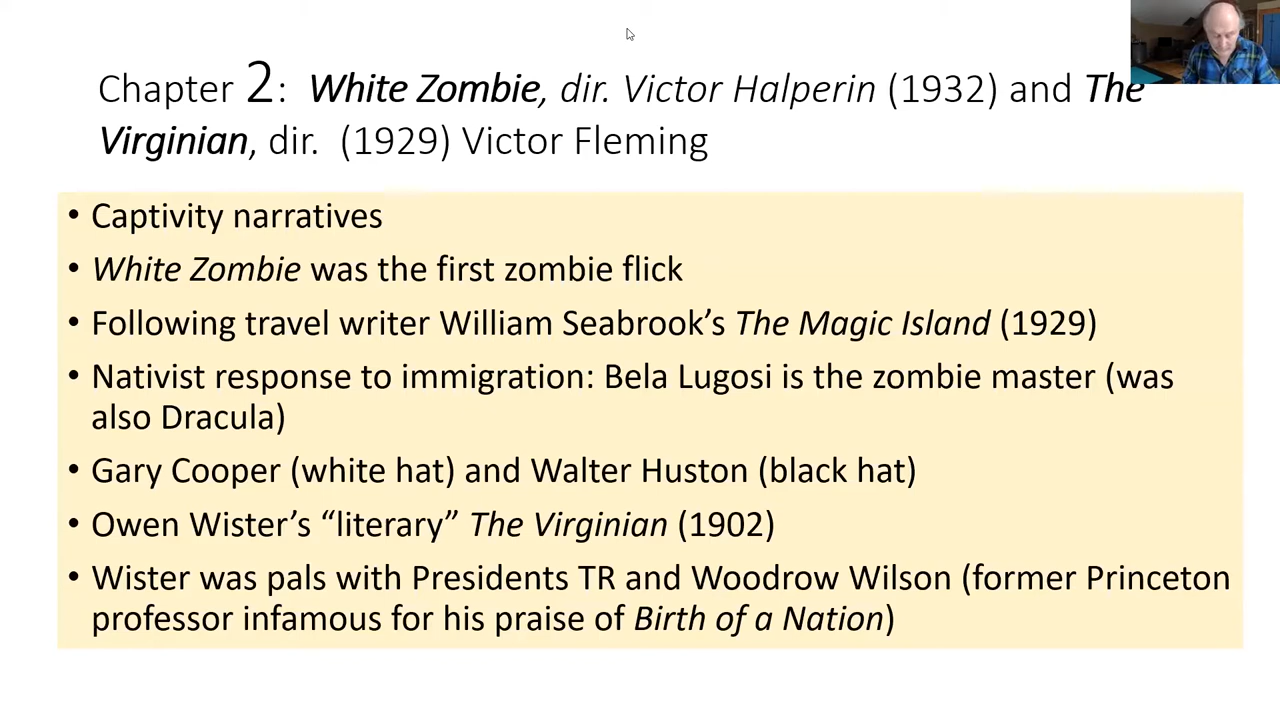 Chapter 2: White Zombie, dir. Victor Halperin (1932) and The
Virginian, dir. (1929) Victor Fleming
• Captivity narratives
• White Zombie was the first zombie flick
• Following travel writer William Seabrook’s The Magic Island (1929)
• Nativist response to immigration: Bela Lugosi is the zombie master (was
also Dracula)
• Gary Cooper (white hat) and Walter Huston (black hat)
• Owen Wister’s “literary” The Virginian (1902)
• Wister was pals with Presidents TR and Woodrow Wilson (former Princeton
professor infamous for his praise of Birth of a Nation)